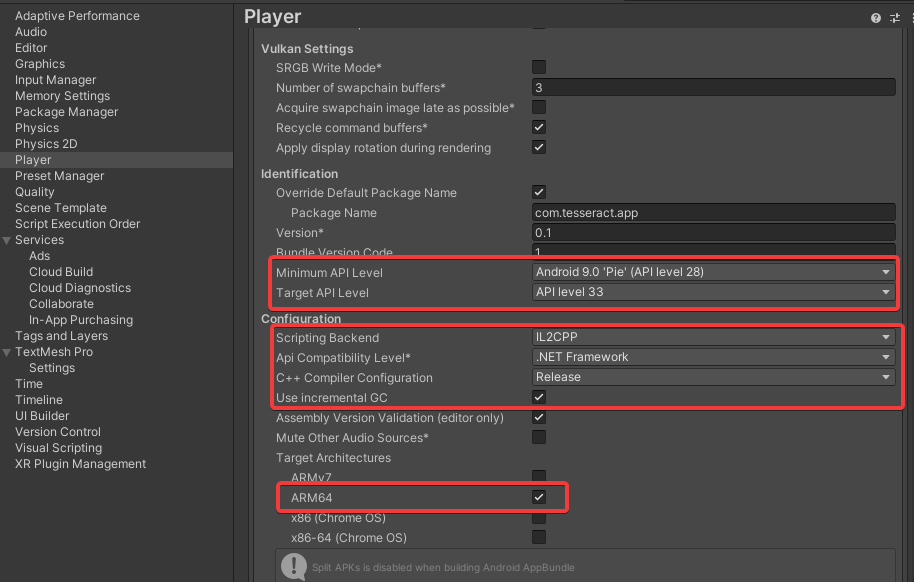 Player
Adaptive Performance
Audio
Editor
Graphics
Input Manager
Memory Settings
Package Manager
Physics
Physics 2D
Player
Preset Manager
Quality
Scene Template
Script Execution Order
Services
Ads
Cloud Build
Cloud Diagnostics
Collaborate
In-App Purchasing
Tags and Layers
TextMesh Pro
Settings
Time
Timeline
UI Builder
Version Control
Visual Scripting
XR Plugin Management
Vulkan Settings
SRGB Write Mode*
Number of swapchain buffers* 3
Acquire swapchain image late as possible*
Recycle command buffers*
Apply display rotation during rendering
Identification
Override Default Package Name
Package Name com.tesseract.app
Version* 0.1
Bundle Version Code 1
Minimum API Level Android 9.0 'Pie' (API level 28)
Target API Level API level 33
Configuration
Scripting Backend IL2CPP
Api Compatibility Level* .NET Framework
C++ Compiler Configuration Release
Use incremental GC
Assembly Version Validation (editor only)
Mute Other Audio Sources*
Target Architectures
ARMv7
ARM64
x86 (Chrome OS)
x86-64 (Chrome OS)
Split APKs is disabled when building Android AppBundle